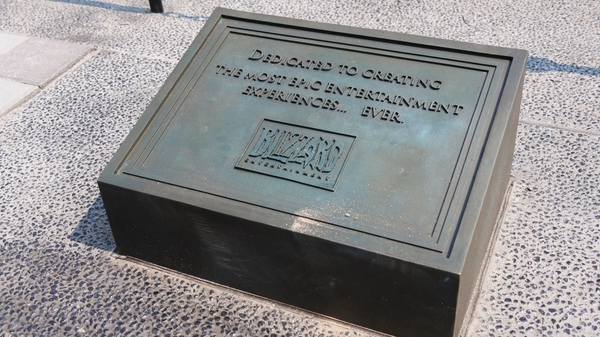 DEDICATED TO CREATING
THE MOST EPIC ENTERTAINMENT
EXPERIENCES... EVER.
BLIZZARD
ENTERTAINMENT